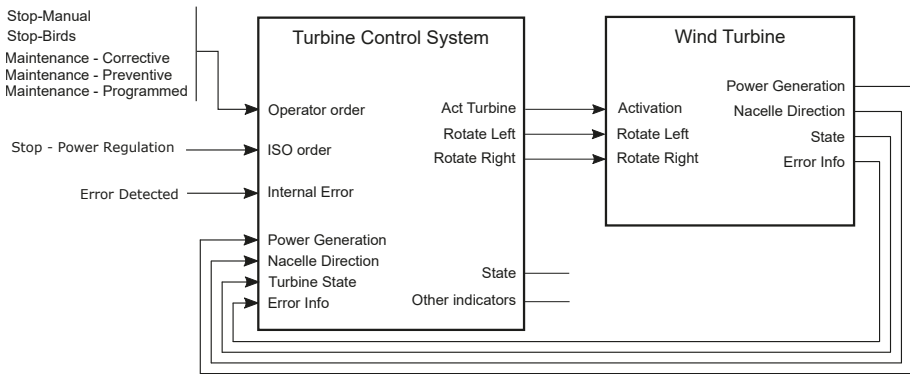 Stop-Manual
Stop-Birds
Maintenance - Corrective
Maintenance - Preventive
Maintenance - Programmed
Stop - Power Regulation
Error Detected
Turbine Control System
Operator order
ISO order
Internal Error
Power Generation
Nacelle Direction
Turbine State
Error Info
Act Turbine
Rotate Left
Rotate Right
State
Other indicators
Wind Turbine
Activation
Rotate Left
Rotate Right
Power Generation
Nacelle Direction
State
Error Info